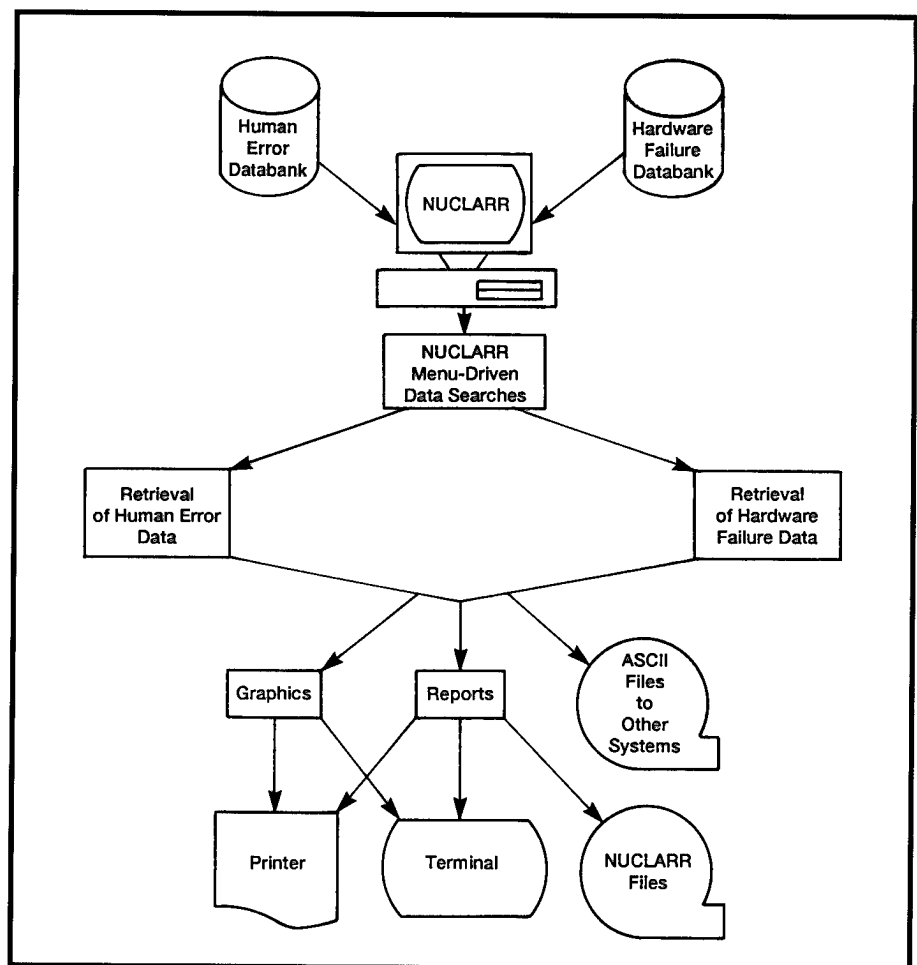 Human
Error
Databank
Hardware
Failure
Databank
NUCLARR
NUCLARR
Menu-Driven
Data Searches
Retrieval
of Human Error
Data
Retrieval
of Hardware
Failure Data
Graphics
Reports
ASCII
Files
to
Other
Systems
Printer
Terminal
NUCLARR
Files